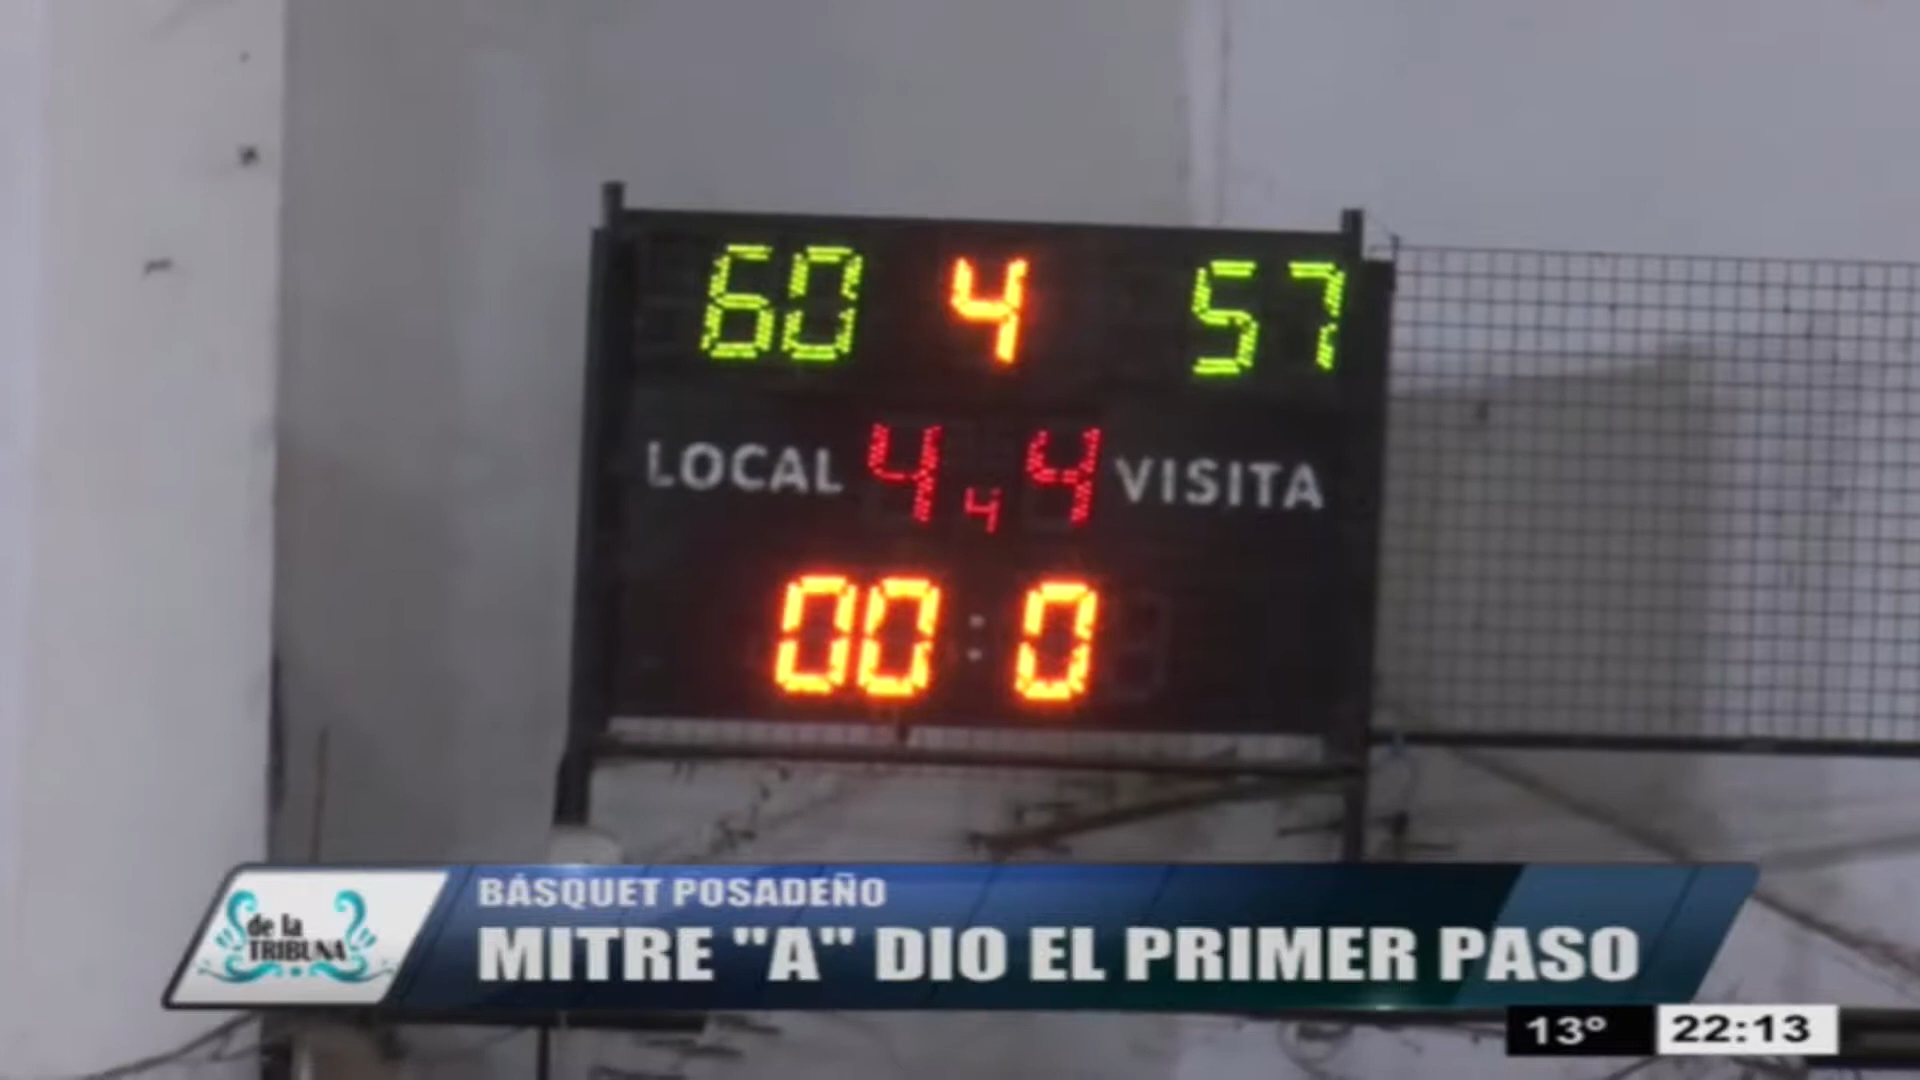 60 4 57
LOCAL 4 4 4 VISITA
00:0
BÁSQUET POSADEÑO
de la
TRIBUNA
MITRE "A" DIO EL PRIMER PASO
13º 22:13